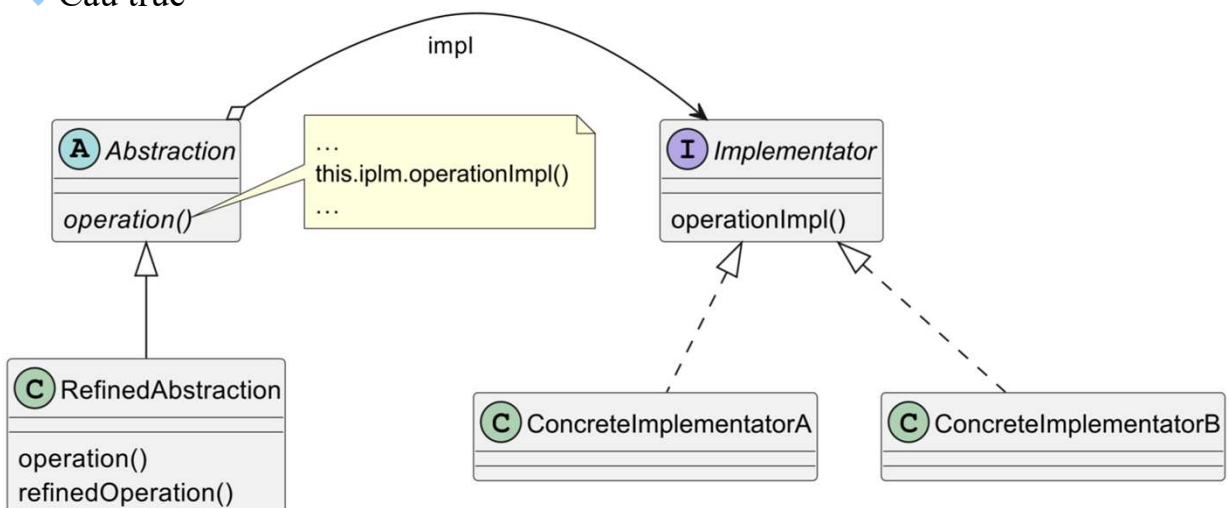 Cấu trúc
impl
A Abstraction
operation()
...
this.iplm.operationImpl()
...
I Implementator
operationImpl()
C RefinedAbstraction
operation()
refinedOperation()
C ConcreteImplementatorA
C ConcreteImplementatorB